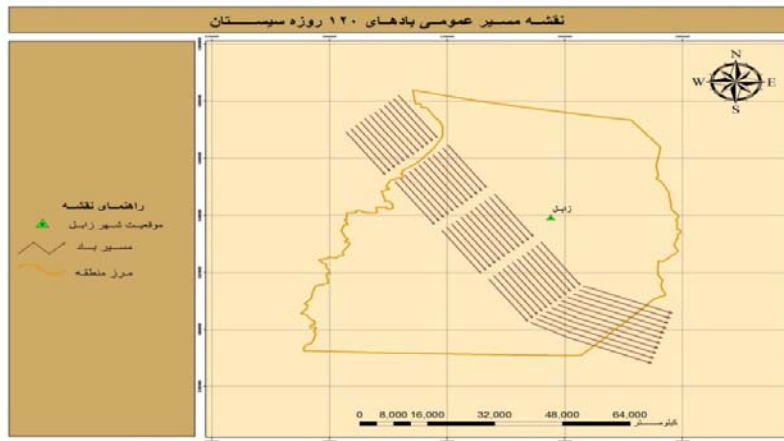 نقشه مسیر عمومی بادهای ۱۲۰ روزه سیستان
N
W E
S
زابل
راهنمای نقشه
موقعیت شهر زابل
مسیر باد
مرز منطقه
0 8,000 16,000 32,000 48,000 64,000
کیلومتر